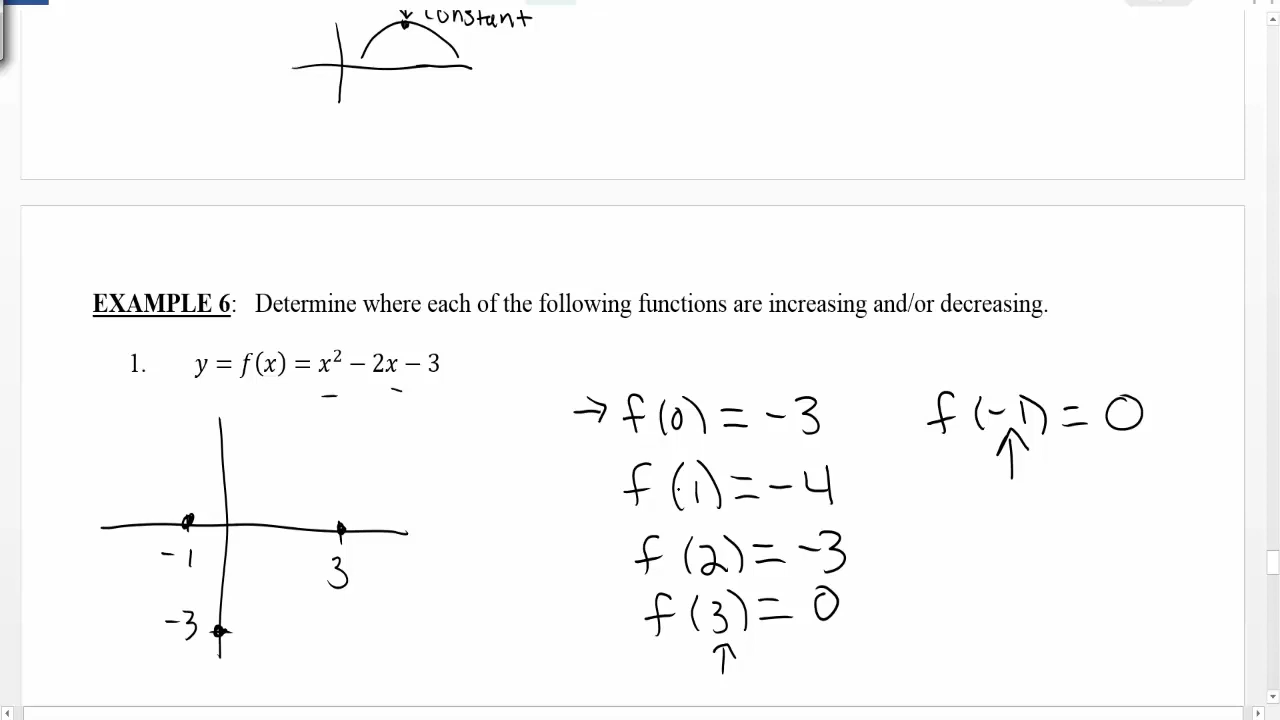 constant
EXAMPLE 6: Determine where each of the following functions are increasing and/or decreasing.
1. y = f(x) = x² − 2x − 3
→ f(0) = -3
f(1) = -4
f(2) = -3
f(3) = 0
↑
f(-1) = 0
↑
-1
3
-3